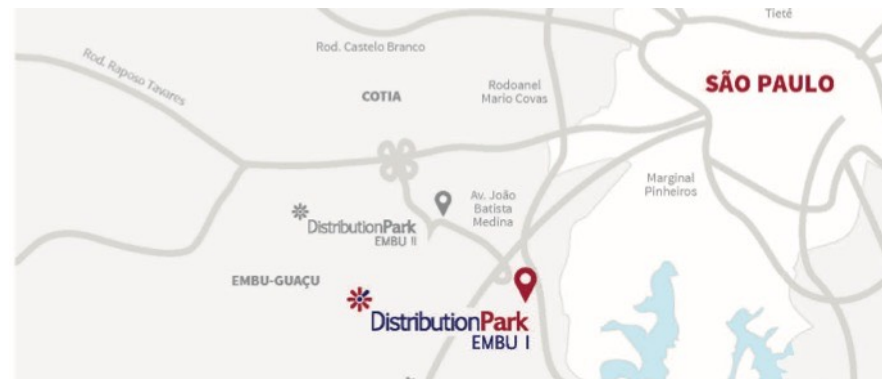 Tietê
Rod. Castelo Branco
Rod. Raposo Tavares
SÃO PAULO
Rodoanel
Mario Covas
COTIA
Marginal
Pinheiros
Av. João
Batista
Medina
DistributionPark
EMBU II
EMBU-GUAÇU
DistributionPark
EMBU I